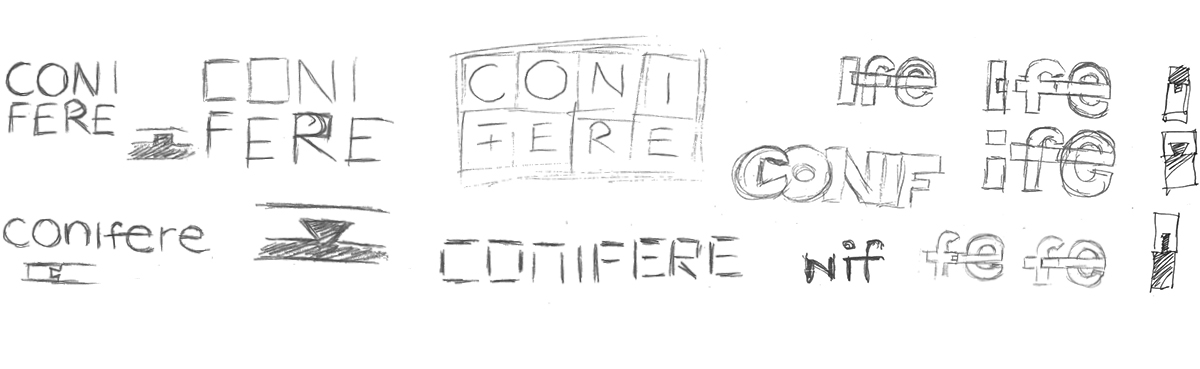 CONI
FERE
CONI
FERE
CONI
FERE
conifere
CONIFERE
CONIF
Ife
ife
ife
nif
fe
fe